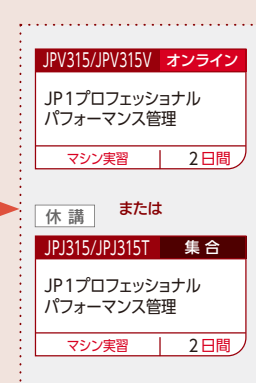 JPV315/JPV315V オンライン
JP1プロフェッショナル
パフォーマンス管理
マシン実習 2日間
休講 または
JPJ315/JPJ315T 集合
JP1プロフェッショナル
パフォーマンス管理
マシン実習 2日間